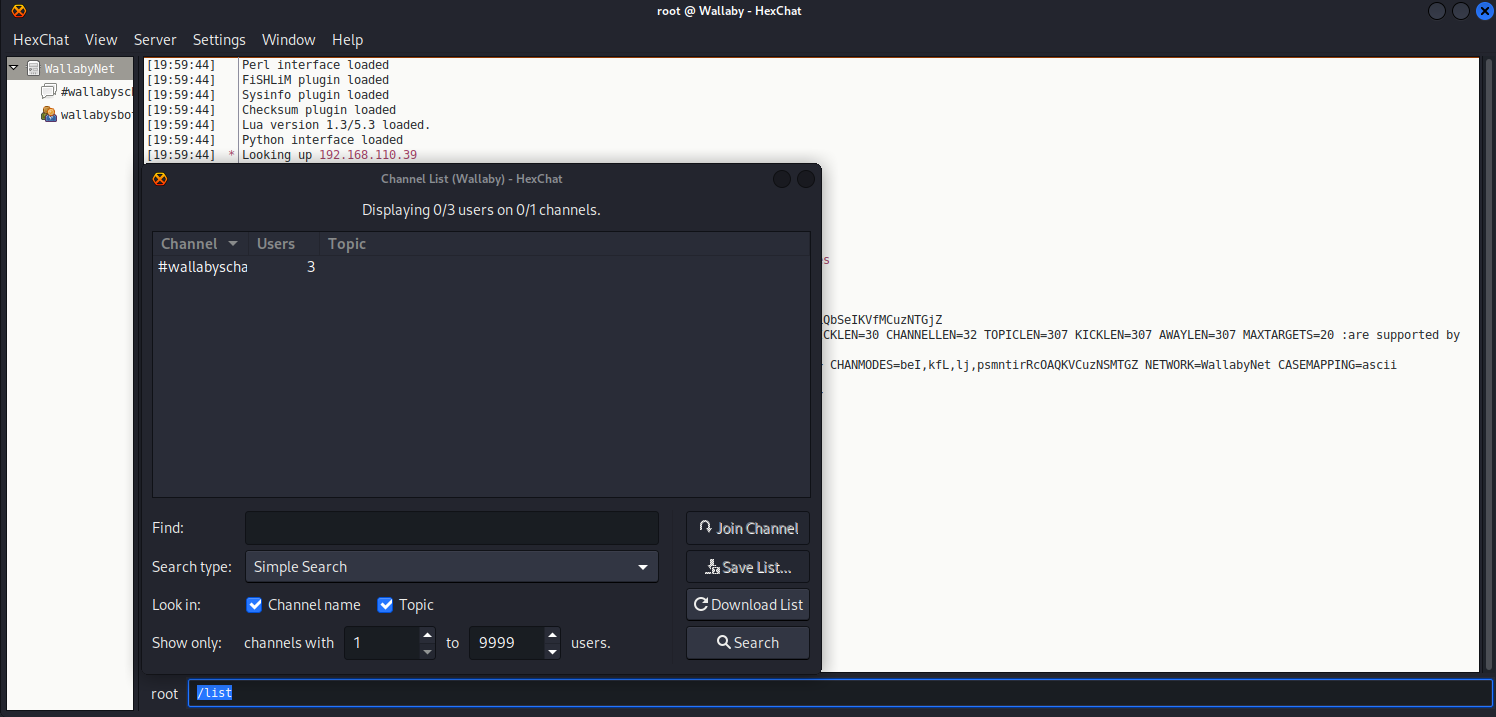 root @ Wallaby - HexChat
HexChat View Server Settings Window Help
WallabyNet
#wallabysc
wallabysbo
[19:59:44] Perl interface loaded
[19:59:44] FiSHLiM plugin loaded
[19:59:44] Sysinfo plugin loaded
[19:59:44] Checksum plugin loaded
[19:59:44] Lua version 1.3/5.3 loaded.
[19:59:44] Python interface loaded
[19:59:44] * Looking up 192.168.110.39
Channel List (Wallaby) - HexChat
Displaying 0/3 users on 0/1 channels.
Channel Users Topic
#wallabyscha 3
s
QbSeIKVfMCuzNTGjZ
CKLEN=30 CHANNELLEN=32 TOPICLEN=307 KICKLEN=307 AWAYLEN=307 MAXTARGETS=20 :are supported by
CHANMODES=beI,kfL,lj,psmntirRcOAQKVCuzNSMTGZ NETWORK=WallabyNet CASEMAPPING=ascii
Find:
Join Channel
Search type: Simple Search
Save List...
Look in: Channel name Topic
Download List
Show only: channels with 1 to 9999 users.
Search
root /list